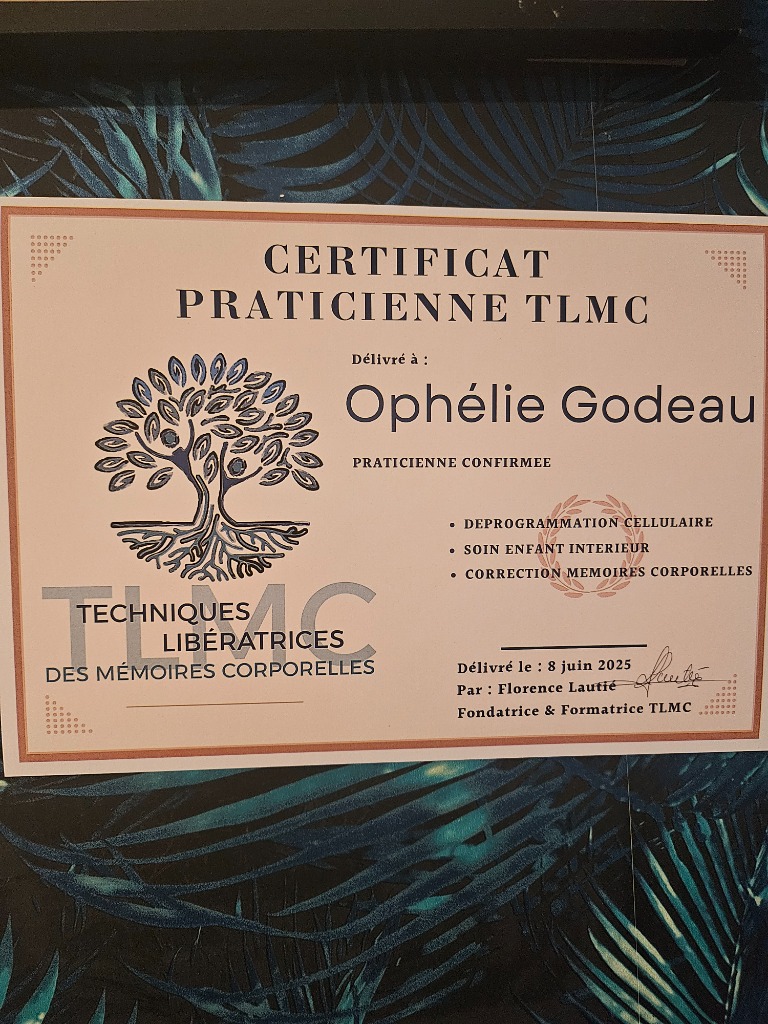 CERTIFICAT
PRATICIENNE TLMC
Délivré à :
Ophélie Godeau
PRATICIENNE CONFIRMEE
• DEPROGRAMMATION CELLULAIRE
• SOIN ENFANT INTERIEUR
• CORRECTION MEMOIRES CORPORELLES
TLMC
TECHNIQUES
LIBÉRATRICES
DES MÉMOIRES CORPORELLES
Délivré le : 8 juin 2025
Par : Florence Lautié
Fondatrice & Formatrice TLMC